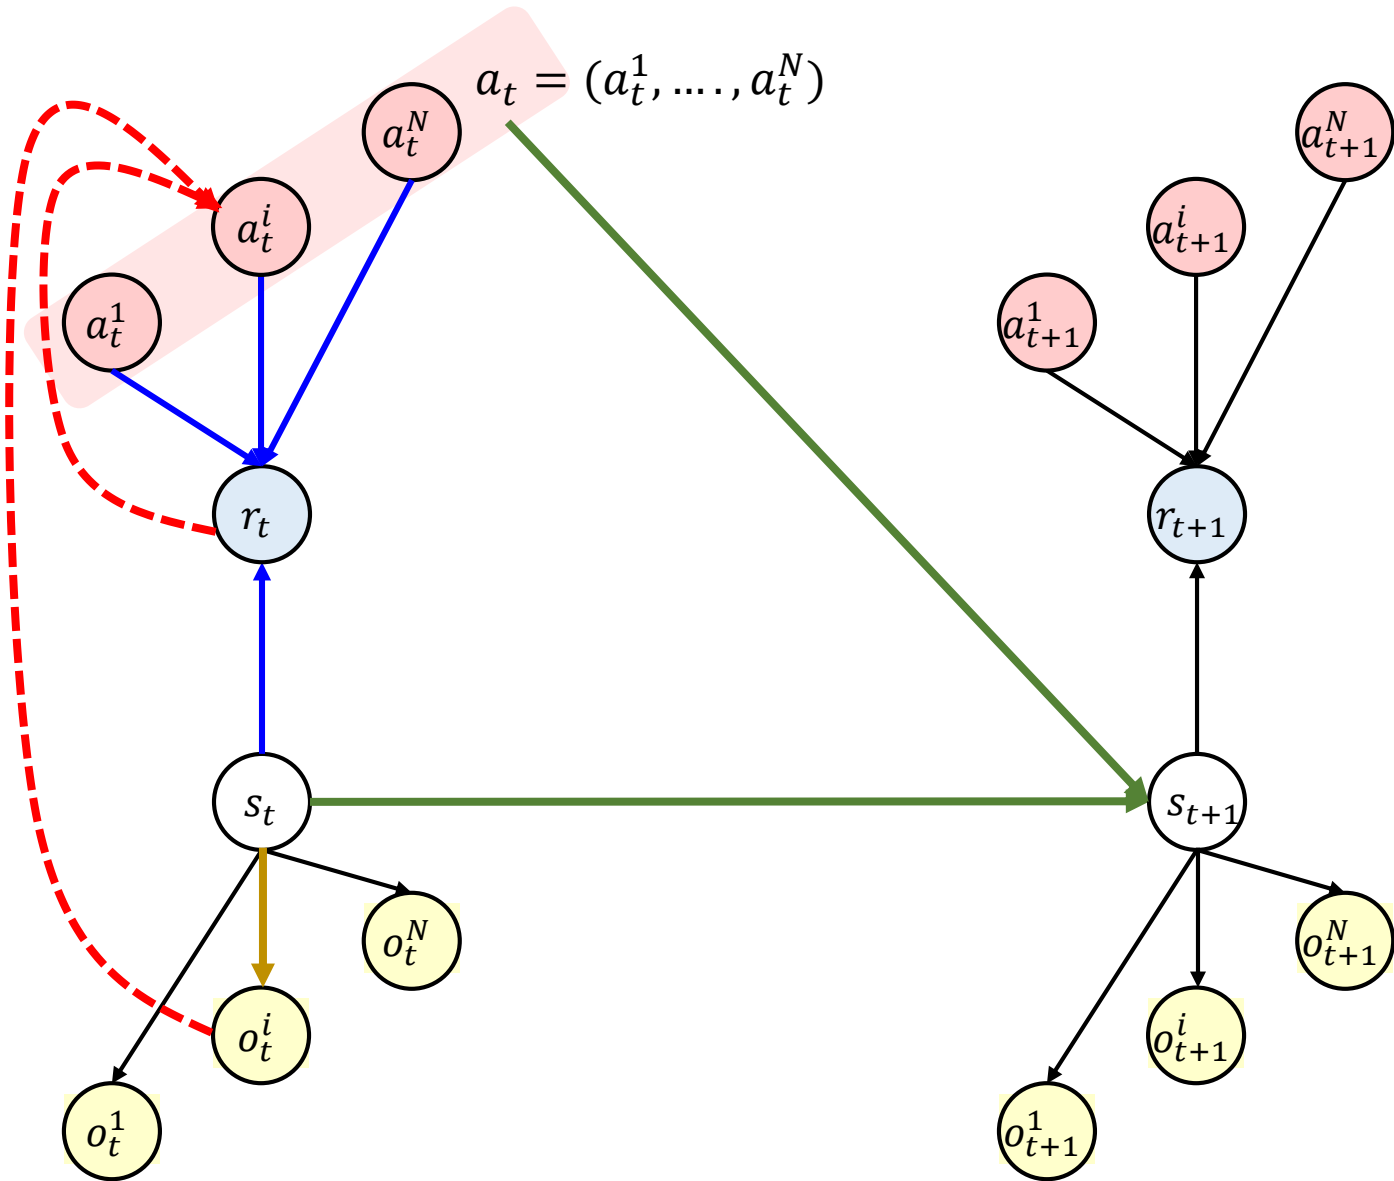 a_t = (a_t^1, …., a_t^N)
a_t^N
a_{t+1}^N
a_t^i
a_{t+1}^i
a_t^1
a_{t+1}^1
r_t
r_{t+1}
s_t
s_{t+1}
o_t^N
o_{t+1}^N
o_t^i
o_{t+1}^i
o_t^1
o_{t+1}^1